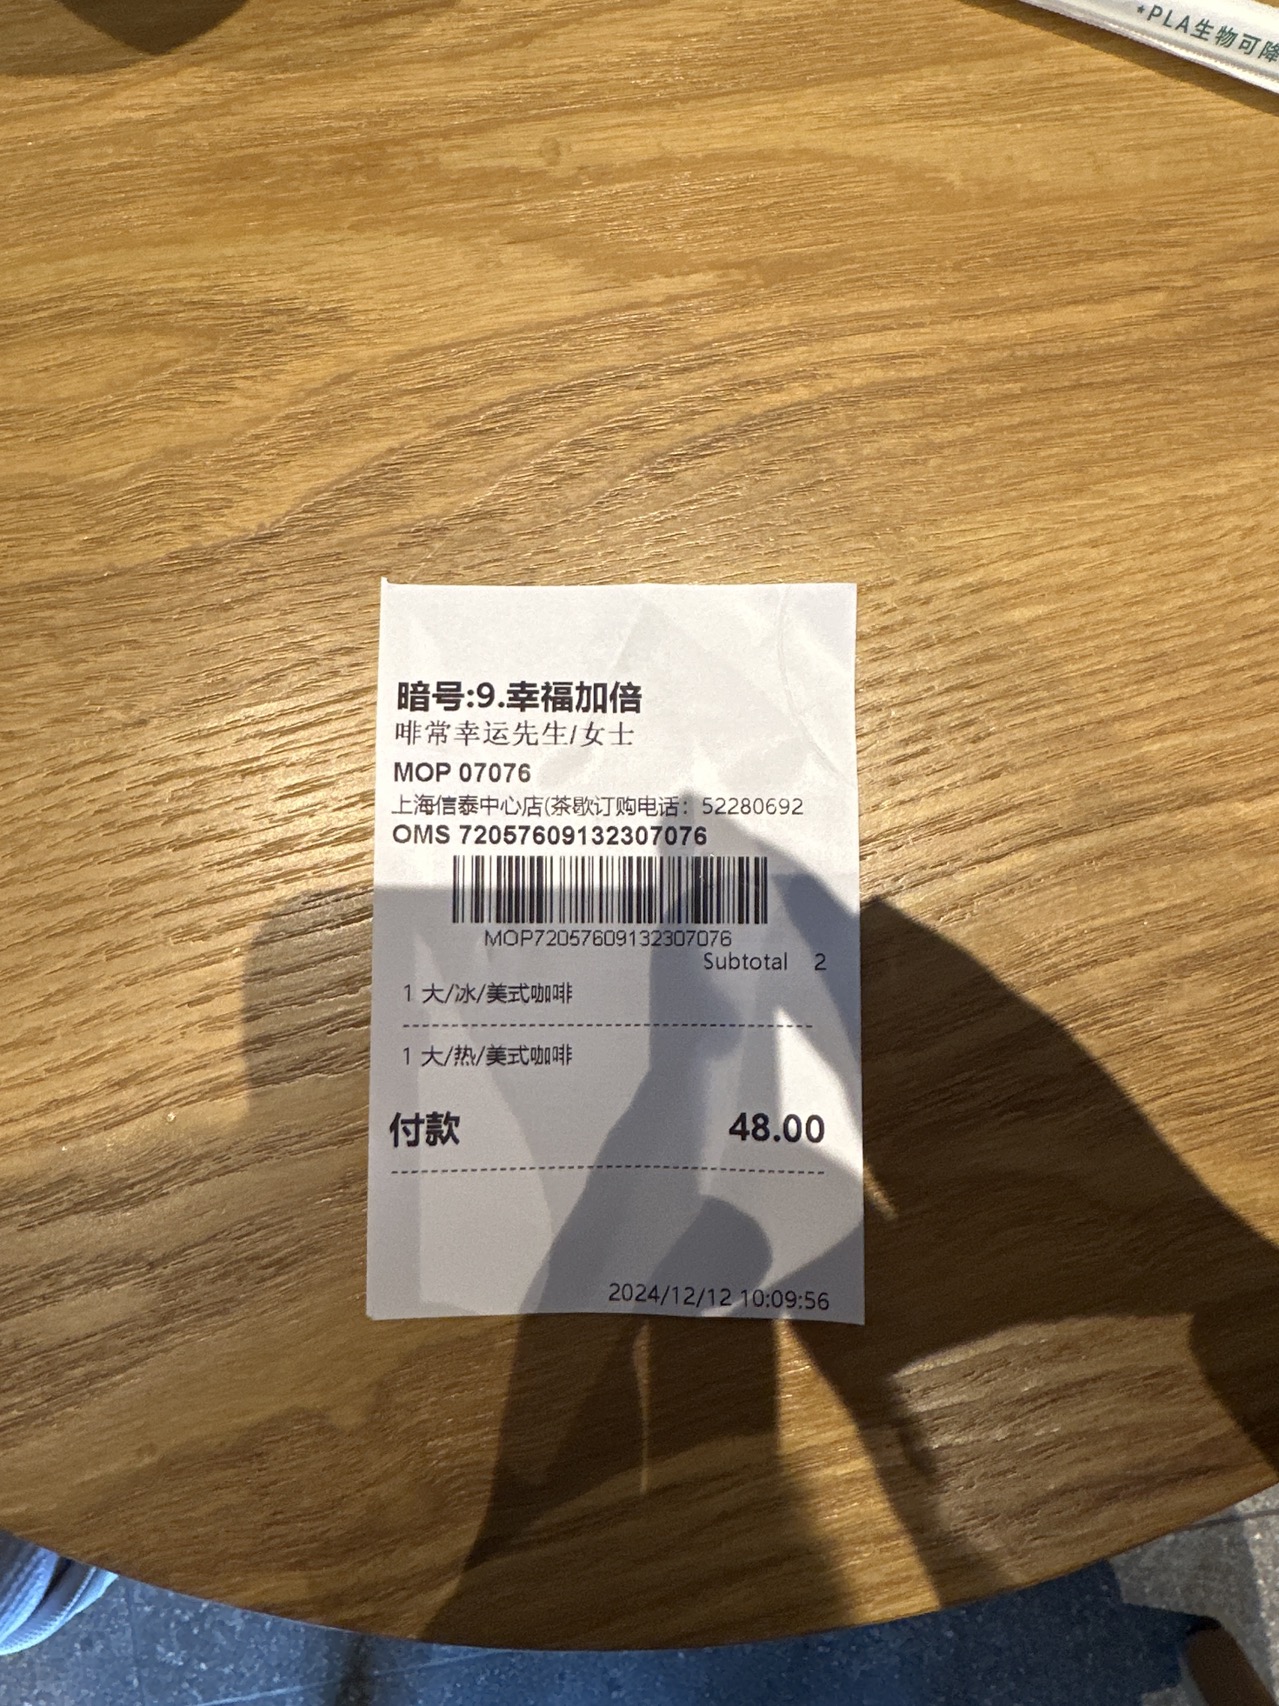 *PLA生物可降
暗号:9.幸福加倍
啡常幸运先生/女士
MOP 07076
上海信泰中心店(茶歇订购电话：52280692
OMS 72057609132307076
MOP72057609132307076
Subtotal 2
1 大/冰/美式咖啡
1 大/热/美式咖啡
付款 48.00
2024/12/12 10:09:56